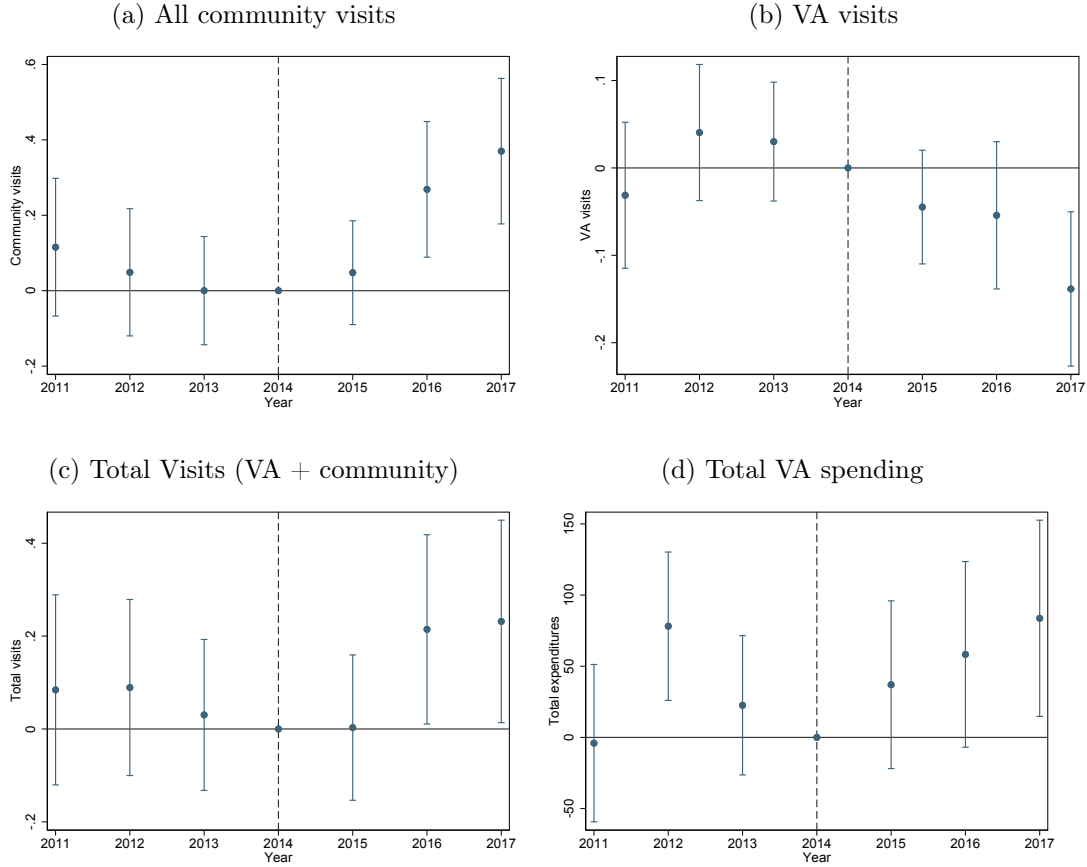 (a) All community visits
.6
.4
.2
0
-.2
Community visits
2011 2012 2013 2014 2015 2016 2017
Year
(b) VA visits
.1
0
-.1
-.2
VA visits
2011 2012 2013 2014 2015 2016 2017
Year
(c) Total Visits (VA + community)
.4
.2
0
-.2
Total visits
2011 2012 2013 2014 2015 2016 2017
Year
(d) Total VA spending
150
100
50
0
-50
Total expenditures
2011 2012 2013 2014 2015 2016 2017
Year